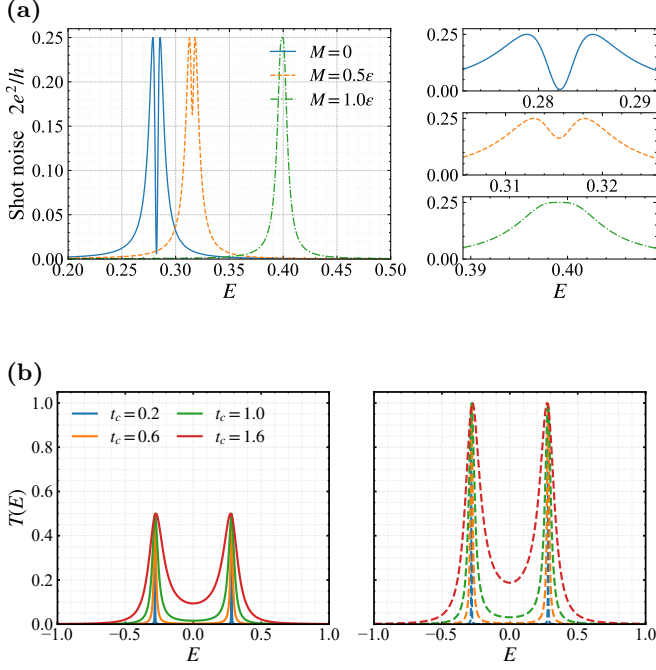 (a)
0.25
0.20
0.15
0.10
0.05
0.00
Shot noise 2e²/h
M = 0
M = 0.5ε
M = 1.0ε
0.20 0.25 0.30 0.35 0.40 0.45 0.50
E
0.25
0.00
0.28 0.29
0.25
0.00
0.31 0.32
0.25
0.00
0.39 0.40
E
(b)
1.0
0.8
0.6
0.4
0.2
0.0
T(E)
t_c = 0.2 t_c = 1.0
t_c = 0.6 t_c = 1.6
−1.0 −0.5 0.0 0.5 1.0
E
−1.0 −0.5 0.0 0.5 1.0
E